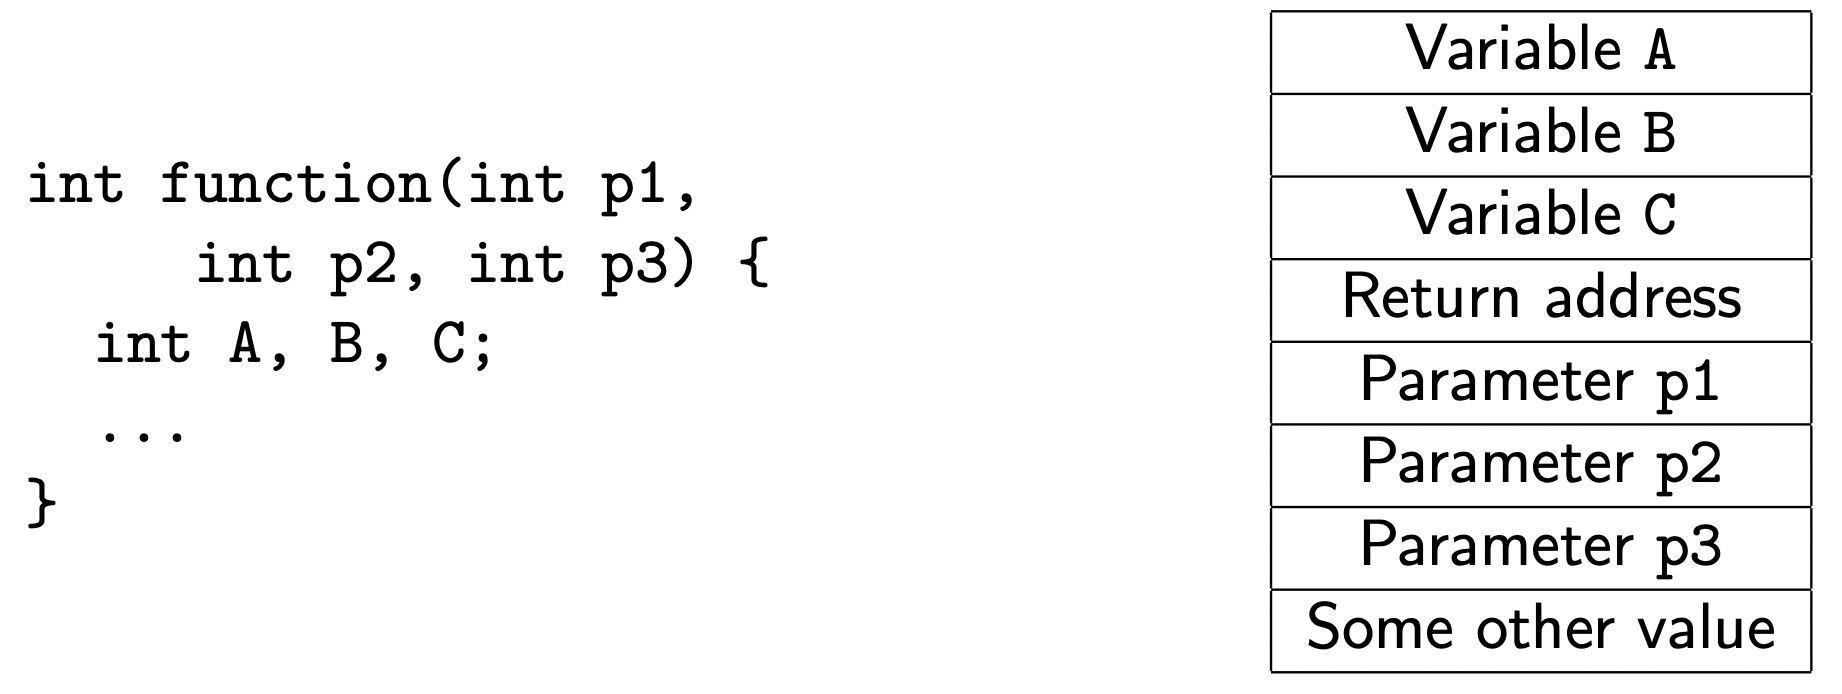 int function(int p1,
int p2, int p3) {
int A, B, C;
...
}
Variable A
Variable B
Variable C
Return address
Parameter p1
Parameter p2
Parameter p3
Some other value